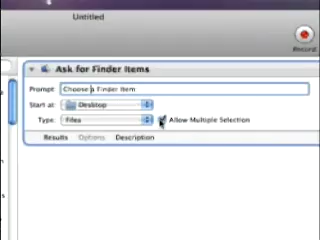 Untitled
Record
Ask for Finder Items
Prompt: Choose a Finder Item
Start at: Desktop
Type: Files Allow Multiple Selection
Results Options Description